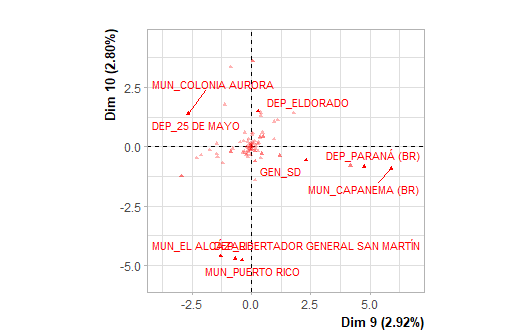 Dim 10 (2.80%)
2.5
0.0
-2.5
-5.0
MUN_COLONIA AURORA
DEP_ELDORADO
DEP_25 DE MAYO
DEP_PARANÁ (BR)
GEN_SD
MUN_CAPANEMA (BR)
MUN_EL
GENERAL SAN MARTÍN
MUN_PUERTO RICO
-2.5 0.0 2.5 5.0
Dim 9 (2.92%)